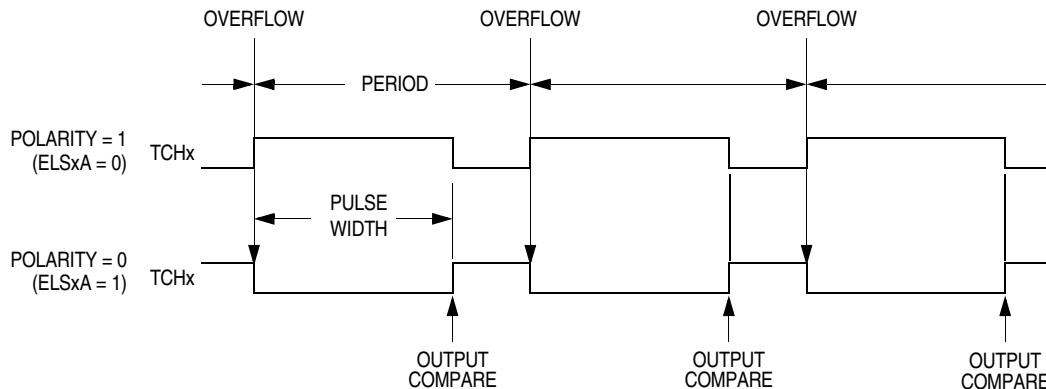 OVERFLOW OVERFLOW OVERFLOW
PERIOD
POLARITY = 1
(ELSxA = 0)
TCHx
PULSE
WIDTH
POLARITY = 0
(ELSxA = 1)
TCHx
OUTPUT
COMPARE
OUTPUT
COMPARE
OUTPUT
COMPARE